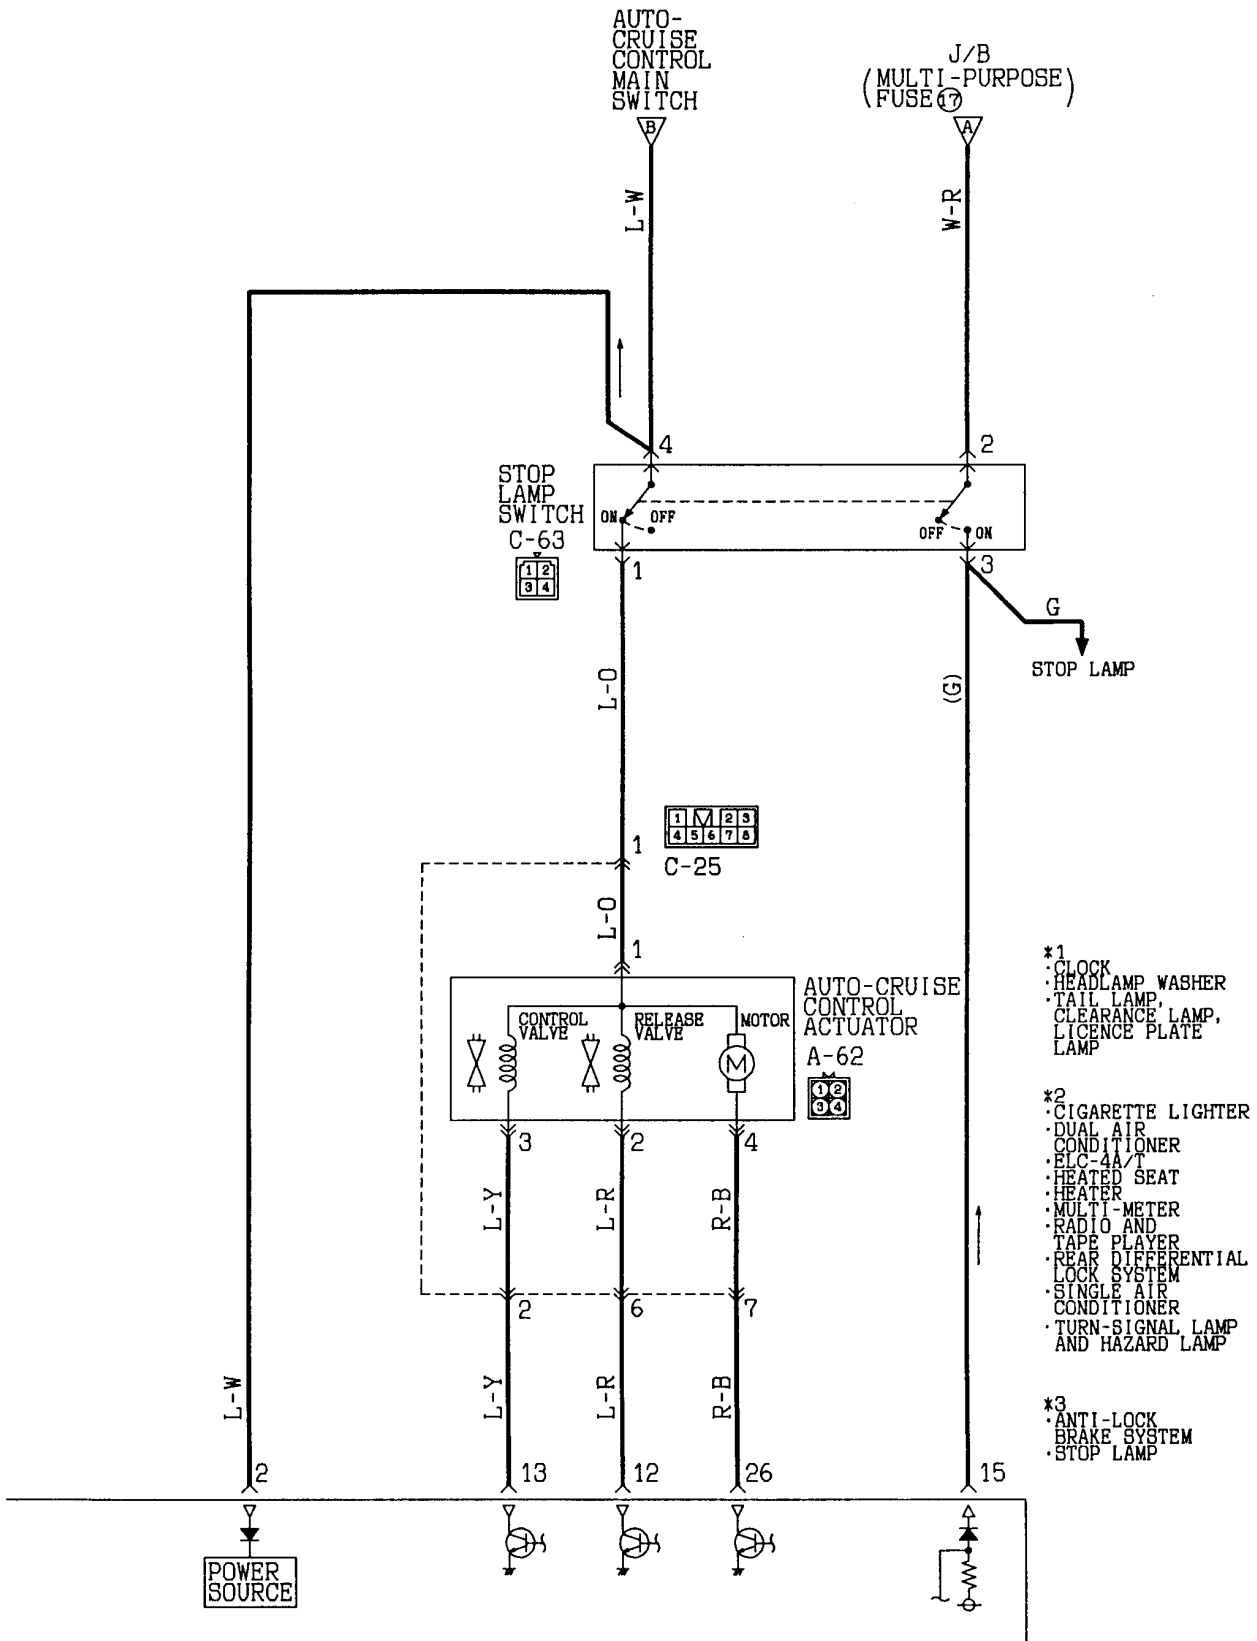 AUTO-
CRUISE
CONTROL
MAIN
SWITCH
J/B
(MULTI-PURPOSE)
(FUSE⑰)
B
A
L-W
W-R
4
2
STOP
LAMP
SWITCH
C-63
ON
OFF
OFF
ON
1 2
3 4
1
3
G
STOP LAMP
L-O
(G)
1 2 3
4 5 6 7 8
C-25
1
L-O
1
AUTO-CRUISE
CONTROL
ACTUATOR
A-62
1 2
3 4
CONTROL
VALVE
RELEASE
VALVE
MOTOR
M
3
2
4
L-Y
L-R
R-B
2
6
7
L-W
L-Y
L-R
R-B
2
13
12
26
15
POWER
SOURCE
*1
·CLOCK
·HEADLAMP WASHER
·TAIL LAMP,
CLEARANCE LAMP,
LICENCE PLATE
LAMP
*2
·CIGARETTE LIGHTER
·DUAL AIR
CONDITIONER
·ELC-4A/T
·HEATED SEAT
·HEATER
·MULTI-METER
·RADIO AND
TAPE PLAYER
·REAR DIFFERENTIAL
LOCK SYSTEM
·SINGLE AIR
CONDITIONER
·TURN-SIGNAL LAMP
AND HAZARD LAMP
*3
·ANTI-LOCK
BRAKE SYSTEM
·STOP LAMP